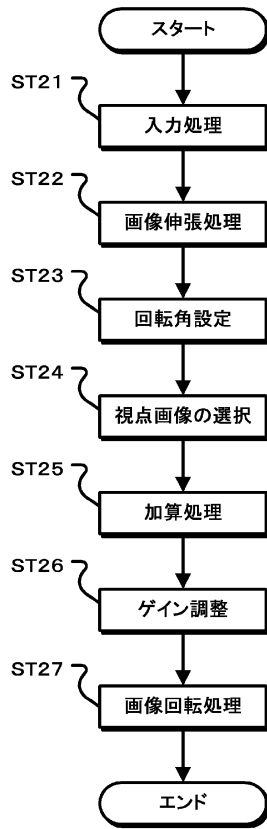 スタート
ST21
入力処理
ST22
画像伸張処理
ST23
回転角設定
ST24
視点画像の選択
ST25
加算処理
ST26
ゲイン調整
ST27
画像回転処理
エンド